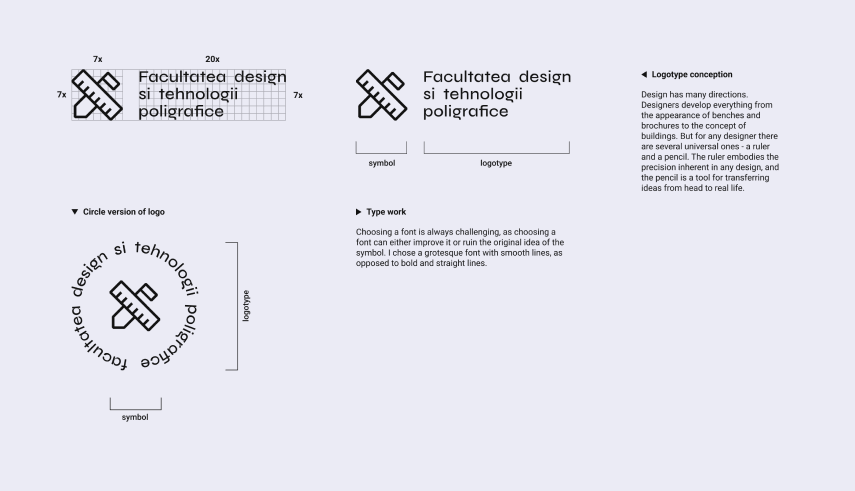 7x
20x
7x
Facultatea design
si tehnologii
poligrafice
7x
Facultatea design
si tehnologii
poligrafice
symbol
logotype
Logotype conception
Design has many directions.
Designers develop everything from
the appearance of benches and
brochures to the concept of
buildings. But for any designer there
are several universal ones - a ruler
and a pencil. The ruler embodies the
precision inherent in any design, and
the pencil is a tool for transferring
ideas from head to real life.
Circle version of logo
facultatea design si tehnologii poligrafice
logotype
symbol
Type work
Choosing a font is always challenging, as choosing a
font can either improve it or ruin the original idea of the
symbol. I chose a grotesque font with smooth lines, as
opposed to bold and straight lines.